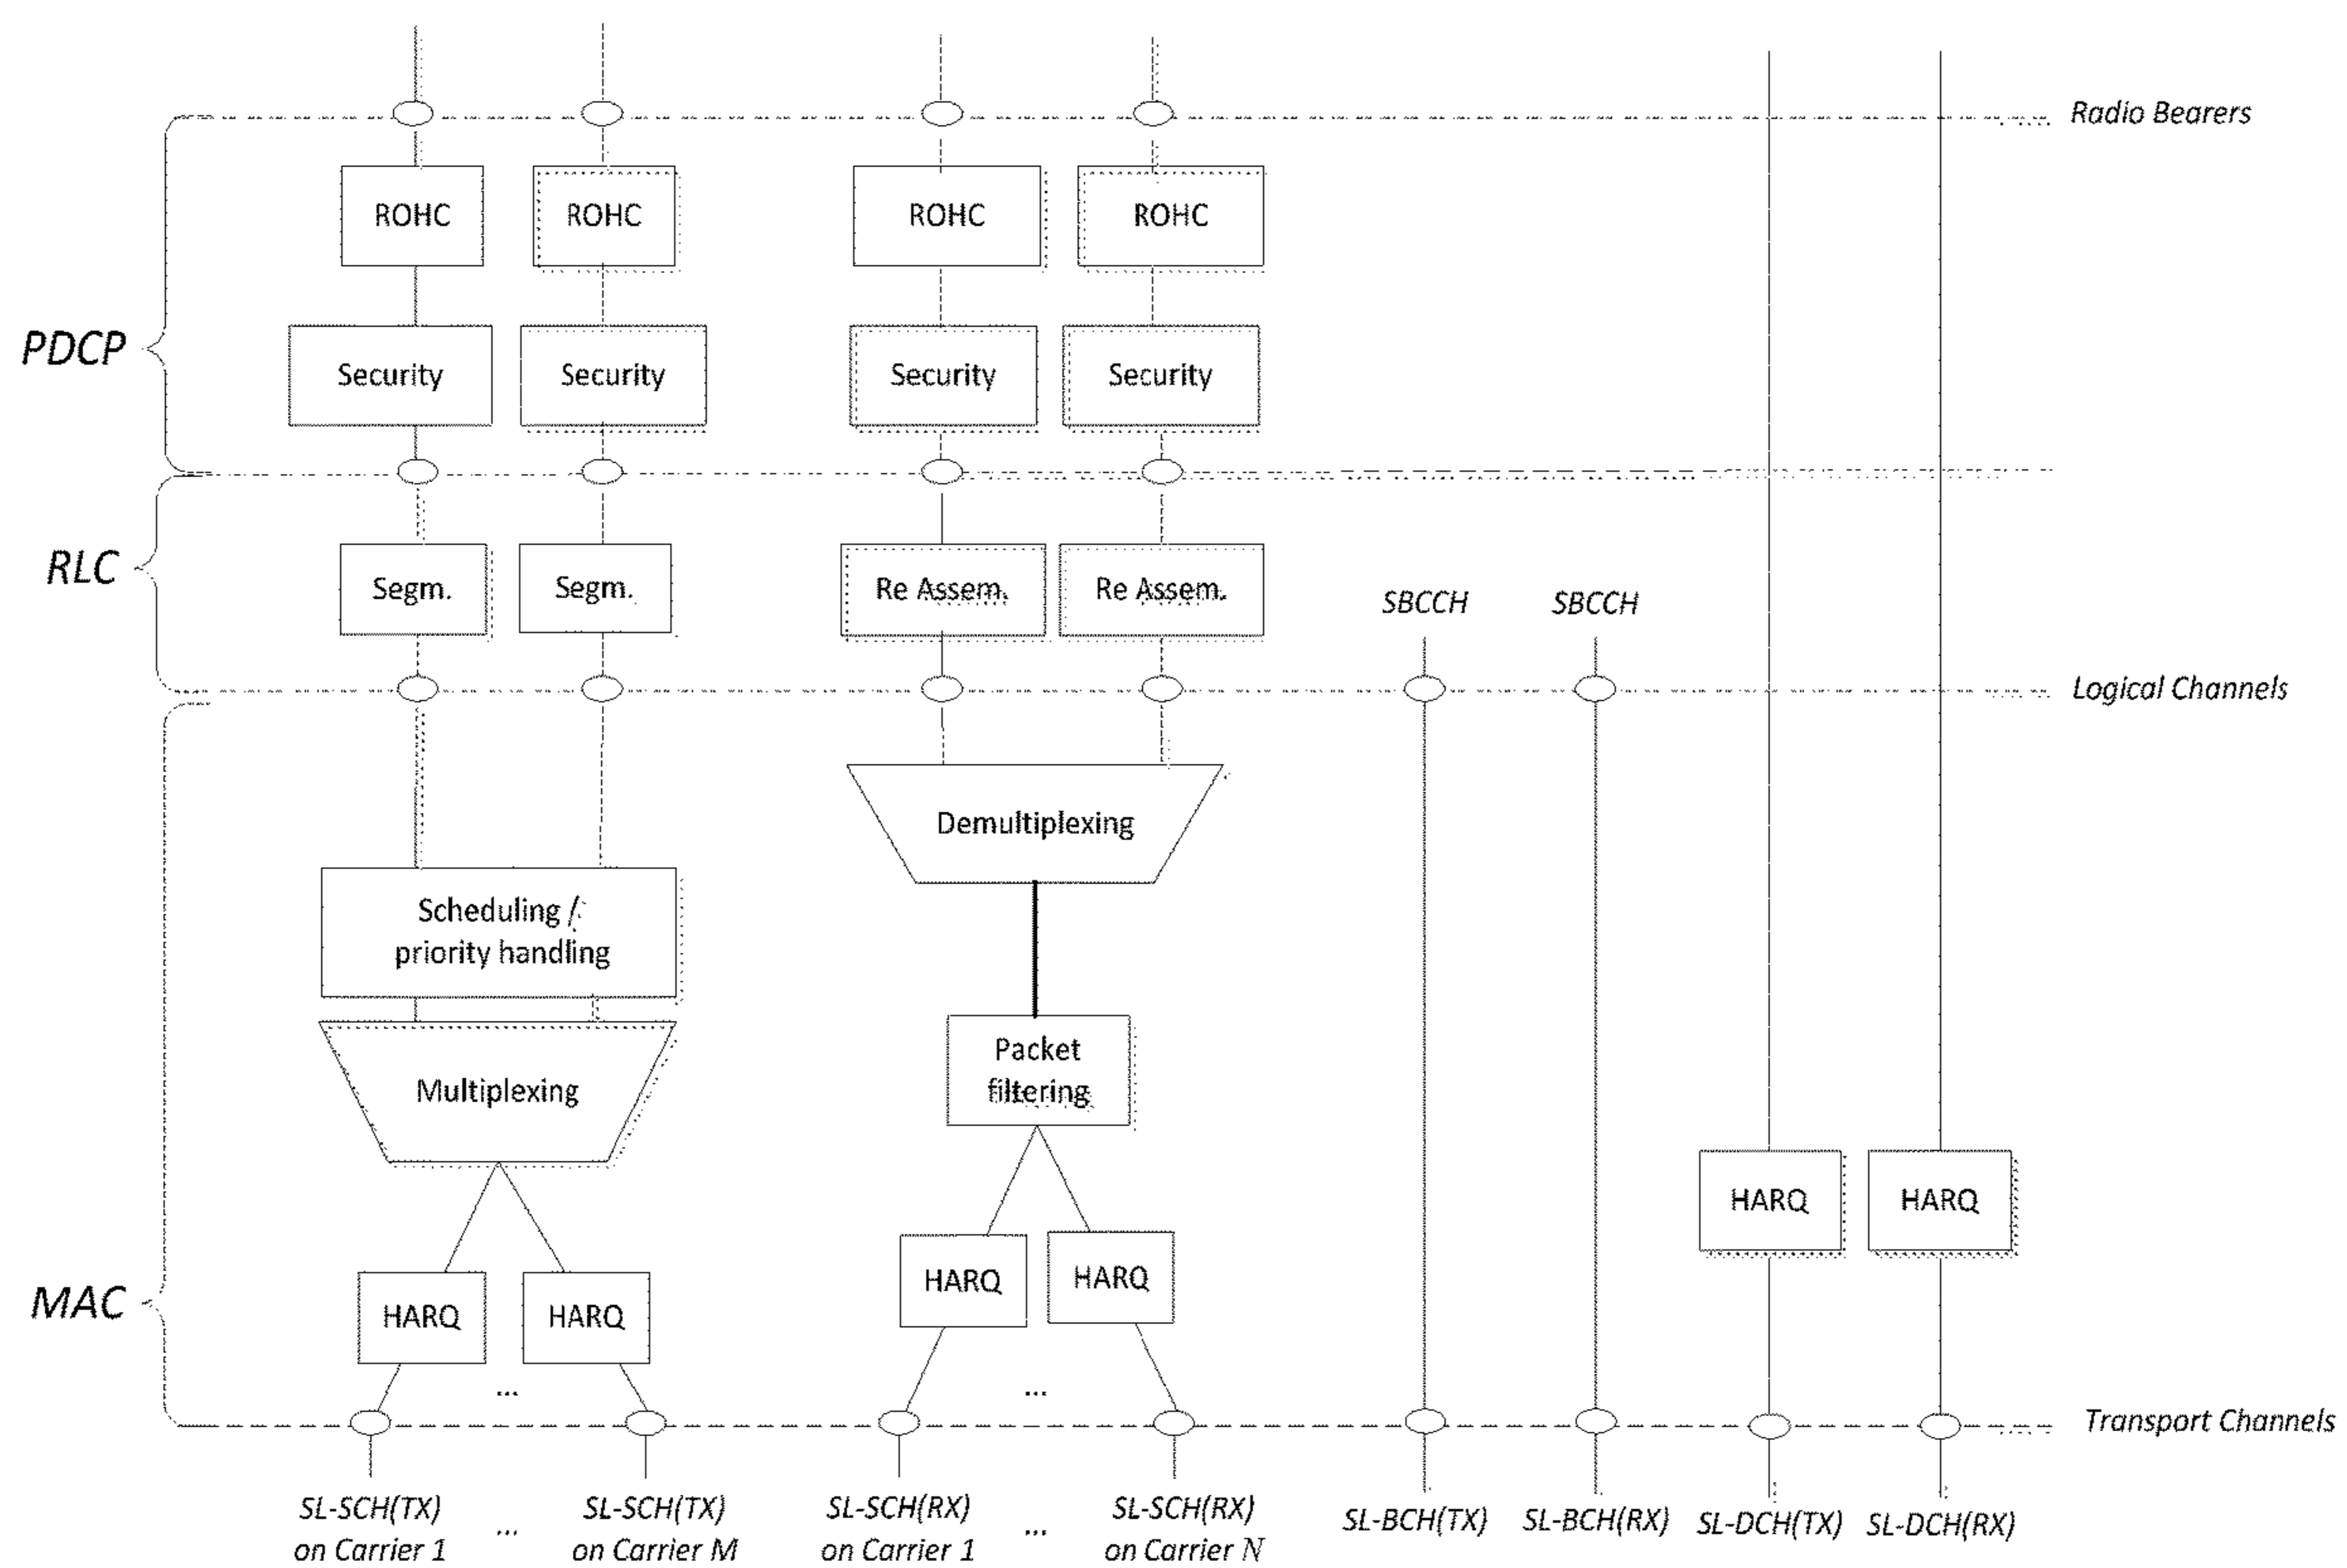 Radio Bearers
ROHC
ROHC
ROHC
ROHC
PDCP
Security
Security
Security
Security
RLC
Segm.
Segm.
Re Assem.
Re Assem.
SBCCH
SBCCH
Logical Channels
Demultiplexing
Scheduling /
priority handling
Packet
filtering
Multiplexing
HARQ
HARQ
HARQ
HARQ
MAC
HARQ
HARQ
...
...
Transport Channels
SL-SCH(TX)
on Carrier 1
...
SL-SCH(TX)
on Carrier M
SL-SCH(RX)
on Carrier 1
...
SL-SCH(RX)
on Carrier N
SL-BCH(TX)
SL-BCH(RX)
SL-DCH(TX)
SL-DCH(RX)